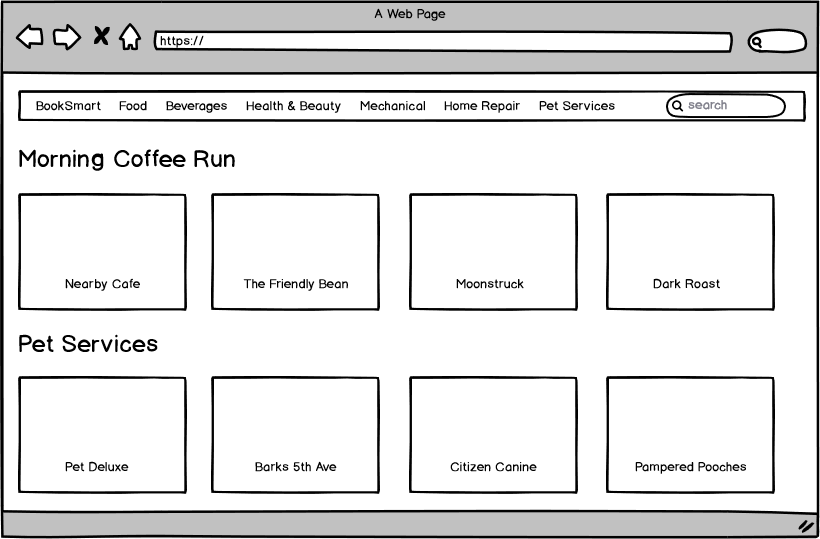 A Web Page
https://
BookSmart Food Beverages Health & Beauty Mechanical Home Repair Pet Services search
Morning Coffee Run
Nearby Cafe The Friendly Bean Moonstruck Dark Roast
Pet Services
Pet Deluxe Barks 5th Ave Citizen Canine Pampered Pooches